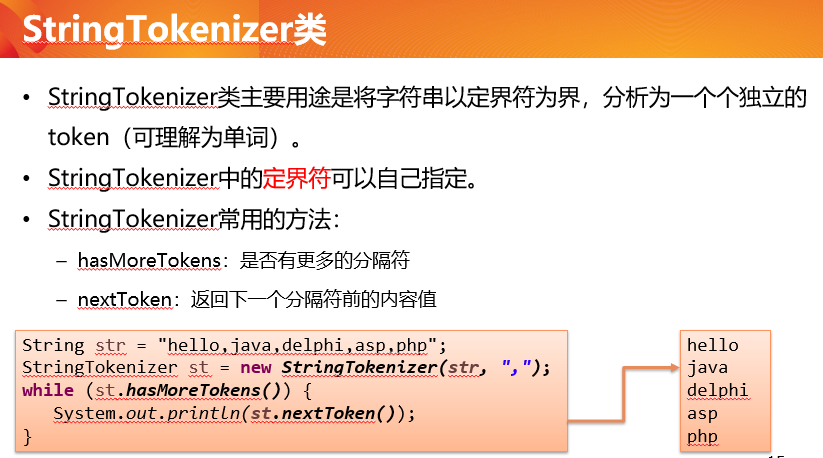 StringTokenizer类
• StringTokenizer类主要用途是将字符串以定界符为界，分析为一个个独立的
token（可理解为单词）。
• StringTokenizer中的定界符可以自己指定。
• StringTokenizer常用的方法：
– hasMoreTokens：是否有更多的分隔符
– nextToken：返回下一个分隔符前的内容值
String str = "hello,java,delphi,asp,php";
StringTokenizer st = new StringTokenizer(str, ",");
while (st.hasMoreTokens()) {
System.out.println(st.nextToken());
}
hello
java
delphi
asp
php